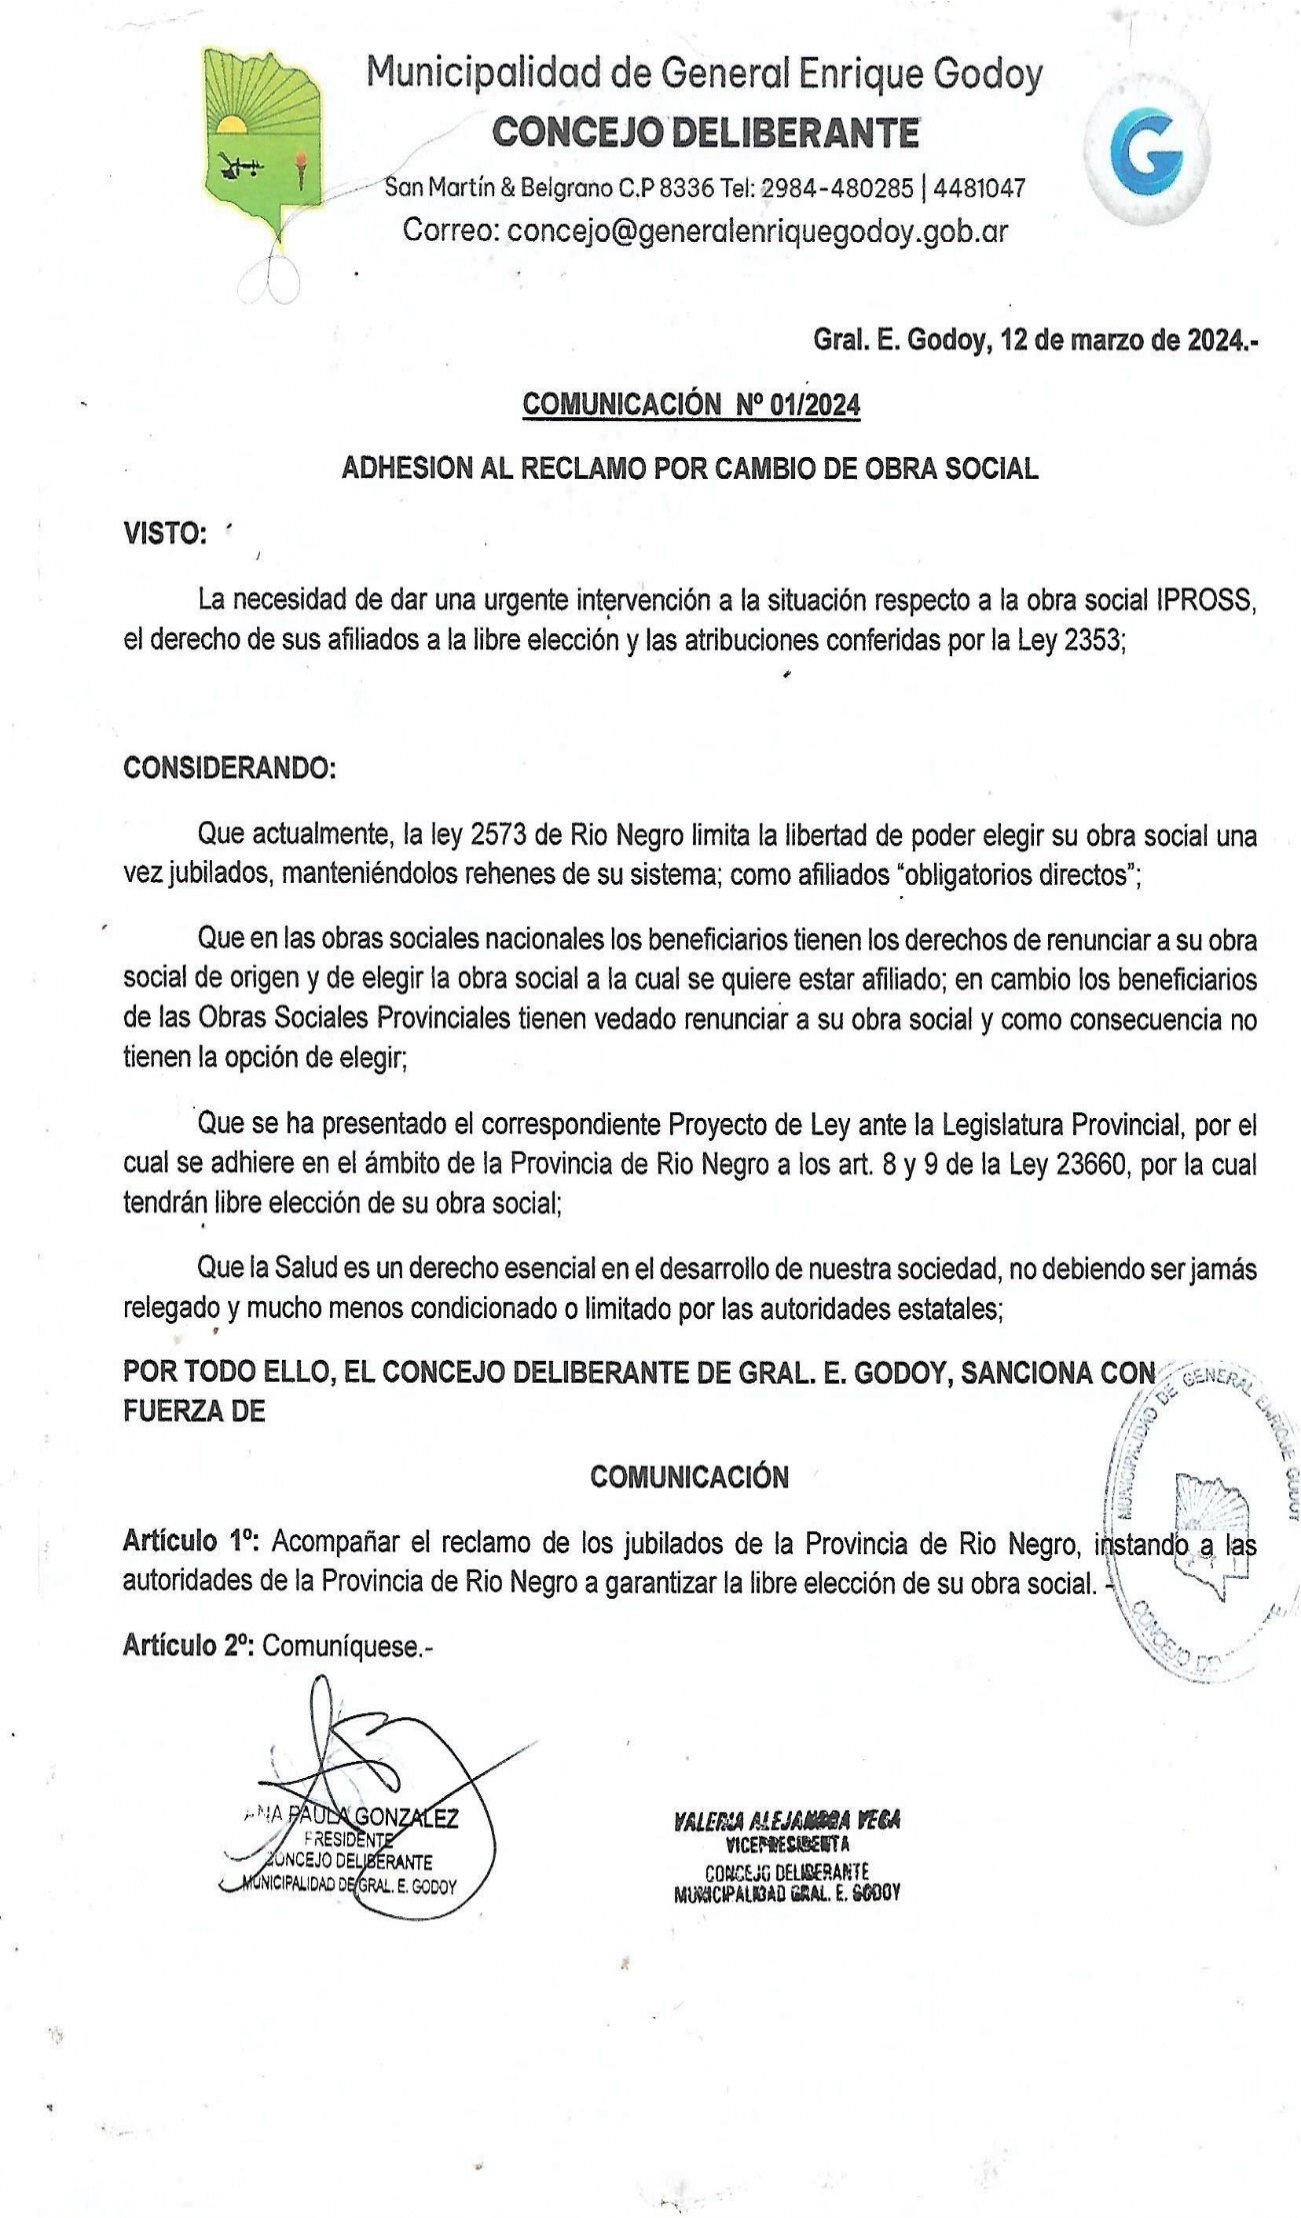 Municipalidad de General Enrique Godoy
CONCEJO DELIBERANTE
San Martín & Belgrano C.P 8336 Tel: 2984-480285 | 4481047
Correo: concejo@generalenriquegodoy.gob.ar
G
Gral. E. Godoy, 12 de marzo de 2024.-
COMUNICACIÓN Nº 01/2024
ADHESION AL RECLAMO POR CAMBIO DE OBRA SOCIAL
VISTO:
La necesidad de dar una urgente intervención a la situación respecto a la obra social IPROSS,
el derecho de sus afiliados a la libre elección y las atribuciones conferidas por la Ley 2353;
CONSIDERANDO:
Que actualmente, la ley 2573 de Rio Negro limita la libertad de poder elegir su obra social una
vez jubilados, manteniéndolos rehenes de su sistema; como afiliados “obligatorios directos”;
Que en las obras sociales nacionales los beneficiarios tienen los derechos de renunciar a su obra
social de origen y de elegir la obra social a la cual se quiere estar afiliado; en cambio los beneficiarios
de las Obras Sociales Provinciales tienen vedado renunciar a su obra social y como consecuencia no
tienen la opción de elegir;
Que se ha presentado el correspondiente Proyecto de Ley ante la Legislatura Provincial, por el
cual se adhiere en el ámbito de la Provincia de Rio Negro a los art. 8 y 9 de la Ley 23660, por la cual
tendrán libre elección de su obra social;
Que la Salud es un derecho esencial en el desarrollo de nuestra sociedad, no debiendo ser jamás
relegado y mucho menos condicionado o limitado por las autoridades estatales;
POR TODO ELLO, EL CONCEJO DELIBERANTE DE GRAL. E. GODOY, SANCIONA CON
FUERZA DE
COMUNICACIÓN
Artículo 1º: Acompañar el reclamo de los jubilados de la Provincia de Rio Negro, instando a las
autoridades de la Provincia de Rio Negro a garantizar la libre elección de su obra social. -
Artículo 2º: Comuníquese.-
MUNICIPALIDAD DE GENERAL ENRIQUE GODOY
CONCEJO
ANA PAULA GONZALEZ
PRESIDENTE
CONCEJO DELIBERANTE
MUNICIPALIDAD DE GRAL. E. GODOY
VALERIA ALEJANDRA VEGA
VICEPRESIDENTA
CONCEJO DELIBERANTE
MUNICIPALIDAD GRAL. E. GODOY